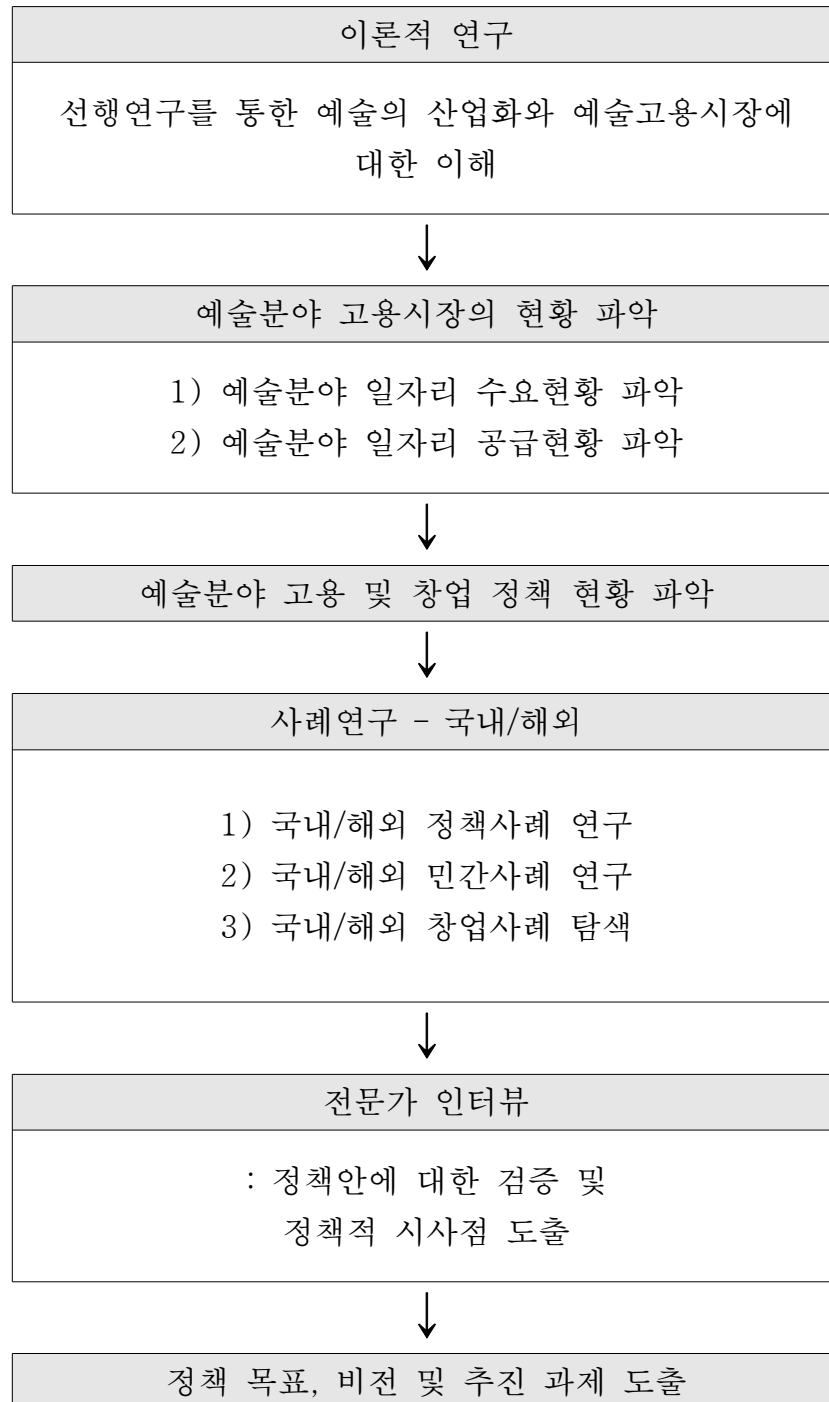 이론적 연구
선행연구를 통한 예술의 산업화와 예술고용시장에
대한 이해
예술분야 고용시장의 현황 파악
1) 예술분야 일자리 수요현황 파악
2) 예술분야 일자리 공급현황 파악
예술분야 고용 및 창업 정책 현황 파악
사례연구 - 국내/해외
1) 국내/해외 정책사례 연구
2) 국내/해외 민간사례 연구
3) 국내/해외 창업사례 탐색
전문가 인터뷰
: 정책안에 대한 검증 및
정책적 시사점 도출
정책 목표, 비전 및 추진 과제 도출